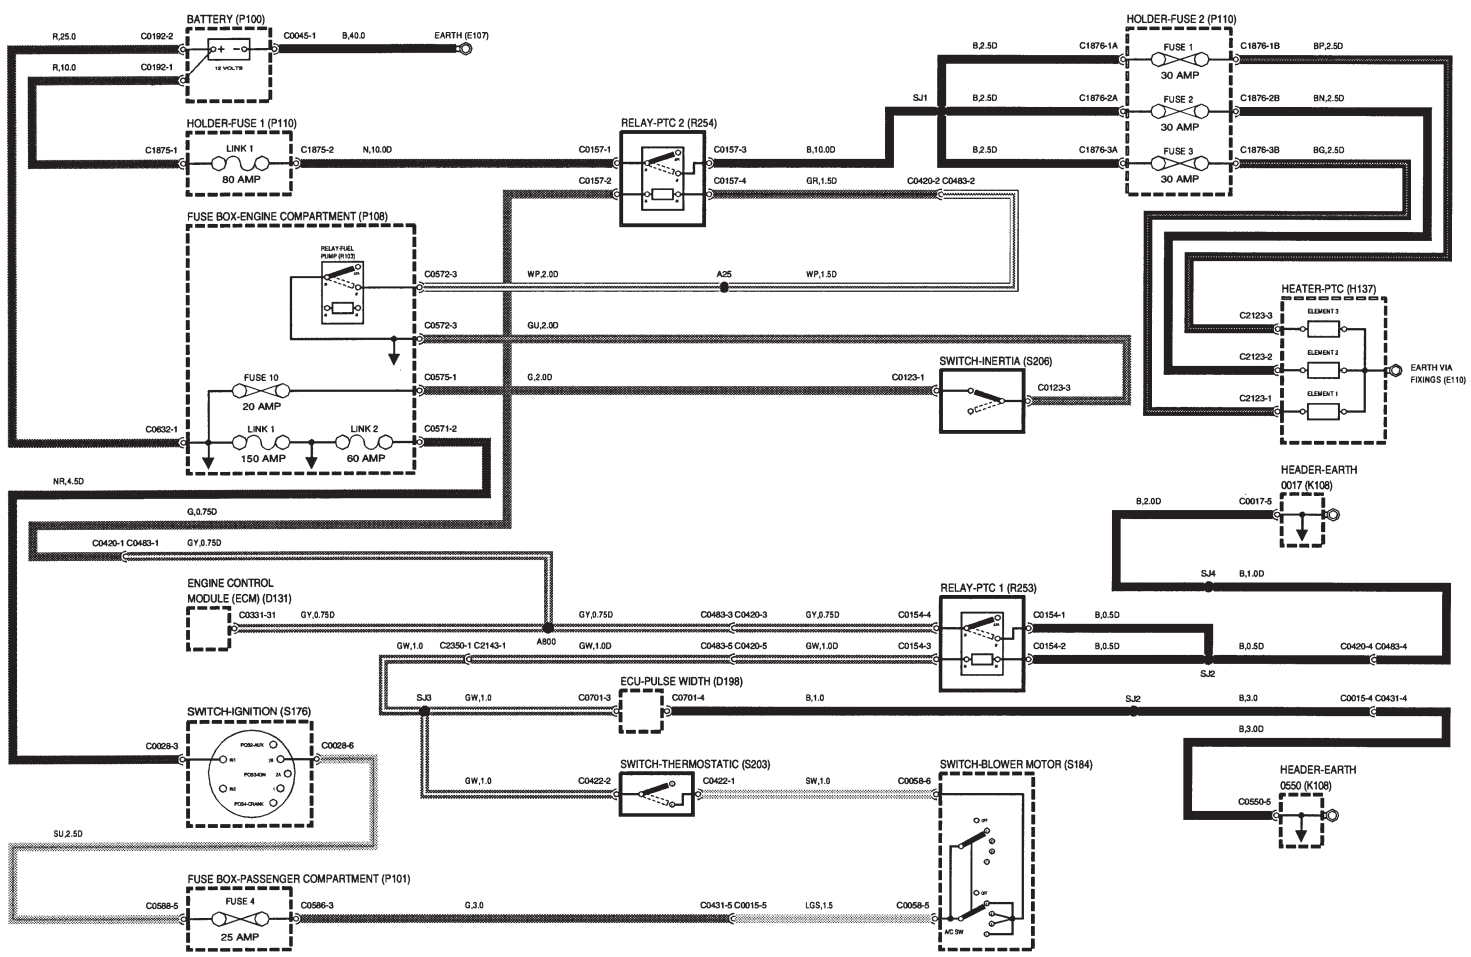 BATTERY (P100)
R,25.0
C0192-2
C0045-1
B,40.0
EARTH (E107)
12 VOLTS
R,10.0
C0192-1
HOLDER-FUSE 1 (P110)
C1875-1
LINK 1
80 AMP
C1875-2
N,10.0D
RELAY-PTC 2 (R254)
C0157-1
C0157-3
B,10.0D
C0157-2
C0157-4
GR,1.5D
C0420-2 C0483-2
SJ1
HOLDER-FUSE 2 (P110)
B,2.5D
C1876-1A
FUSE 1
30 AMP
C1876-1B
BP,2.5D
B,2.5D
C1876-2A
FUSE 2
30 AMP
C1876-2B
BN,2.5D
B,2.5D
C1876-3A
FUSE 3
30 AMP
C1876-3B
BG,2.5D
FUSE BOX-ENGINE COMPARTMENT (P108)
RELAY-FUEL
PUMP (R103)
C0572-3
WP,2.0D
A25
WP,1.5D
C0572-3
GU,2.0D
FUSE 10
20 AMP
C0575-1
G,2.0D
C0123-1
SWITCH-INERTIA (S206)
C0123-3
C0632-1
LINK 1
150 AMP
LINK 2
60 AMP
C0571-2
HEATER-PTC (H137)
C2123-3
ELEMENT 3
C2123-2
ELEMENT 2
C2123-1
ELEMENT 1
EARTH VIA
FIXINGS (E110)
NR,4.5D
G,0.75D
C0420-1 C0483-1
GY,0.75D
HEADER-EARTH
0017 (K108)
B,2.0D
C0017-5
SJ4
B,1.0D
ENGINE CONTROL
MODULE (ECM) (D131)
C0331-31
GY,0.75D
A800
GY,0.75D
C0483-3 C0420-3
GY,0.75D
C0154-4
RELAY-PTC 1 (R253)
C0154-1
B,0.5D
GW,1.0
C2350-1 C2143-1
GW,1.0D
C0483-5 C0420-5
GW,1.0D
C0154-3
C0154-2
B,0.5D
SJ2
B,0.5D
C0420-4 C0483-4
ECU-PULSE WIDTH (D198)
SJ3
GW,1.0
C0701-3
C0701-4
B,1.0
SJ2
B,3.0
C0015-4 C0431-4
B,3.0D
SWITCH-IGNITION (S176)
C0028-3
C0028-6
POS2-AUX
IN1
2B
POS3-IGN
2A
IN2
1
POS4-CRANK
SWITCH-THERMOSTATIC (S203)
GW,1.0
C0422-2
C0422-1
SW,1.0
C0058-6
SWITCH-BLOWER MOTOR (S184)
OFF
OFF
A/C SW
HEADER-EARTH
0550 (K108)
C0550-5
SU,2.5D
FUSE BOX-PASSENGER COMPARTMENT (P101)
C0588-5
FUSE 4
25 AMP
C0586-3
G,3.0
C0431-5 C0015-5
LGS,1.5
C0058-5